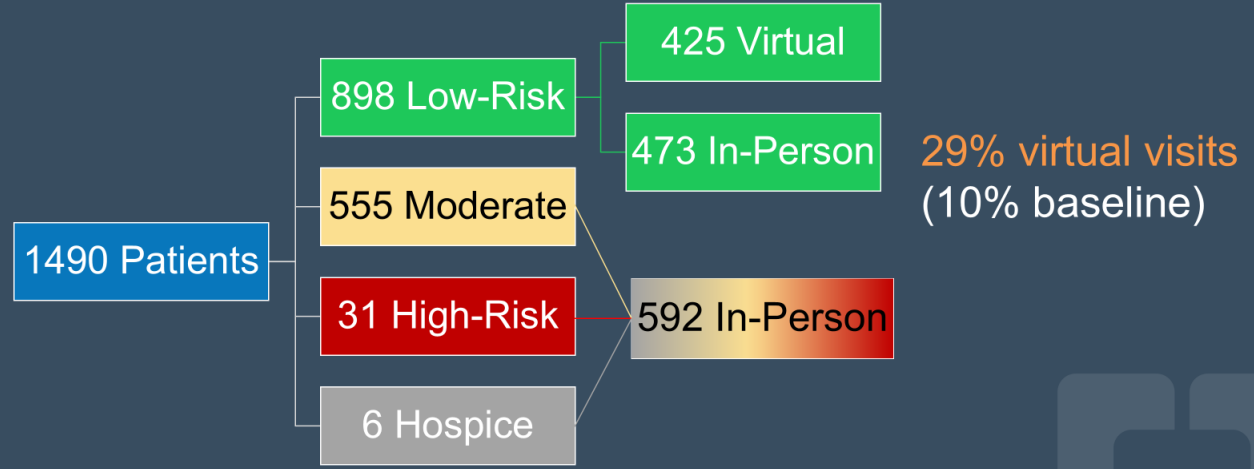 1490 Patients
898 Low-Risk
555 Moderate
31 High-Risk
6 Hospice
425 Virtual
473 In-Person
592 In-Person
29% virtual visits
(10% baseline)